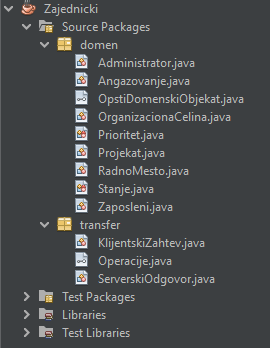 Zajednicki
Source Packages
domen
Administrator.java
Angazovanje.java
OpstiDomenskiObjekat.java
OrganizacionaCelina.java
Prioritet.java
Projekat.java
RadnoMesto.java
Stanje.java
Zaposleni.java
transfer
KlijentskiZahtev.java
Operacije.java
ServerskiOdgovor.java
Test Packages
Libraries
Test Libraries